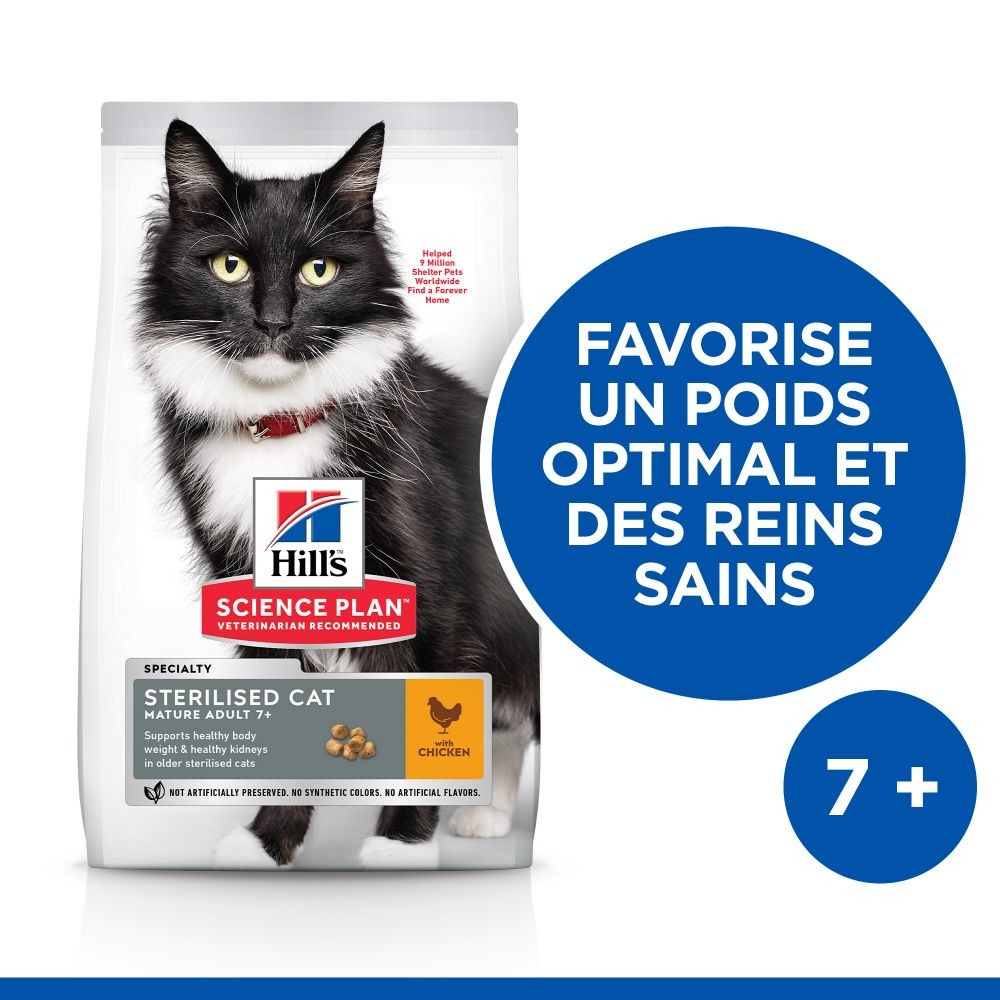 Helped
9 Million
Shelter Pets
Worldwide
Find a Forever
Home
FAVORISE
UN POIDS
OPTIMAL ET
DES REINS
SAINS
Hill's™
SCIENCE PLAN™
VETERINARIAN RECOMMENDED
SPECIALTY
STERILISED CAT
MATURE ADULT 7+
Supports healthy body
weight & healthy kidneys
in older sterilised cats
with
CHICKEN
NOT ARTIFICIALLY PRESERVED. NO SYNTHETIC COLORS. NO ARTIFICIAL FLAVORS.
7 +